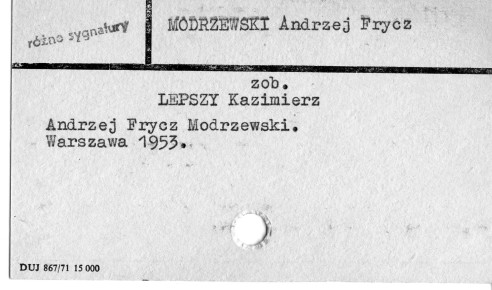 różne sygnatury
MODRZEWSKI Andrzej Frycz
zob.
LEPSZY Kazimierz
Andrzej Frycz Modrzewski.
Warszawa 1953.
DUJ 867/71 15 000